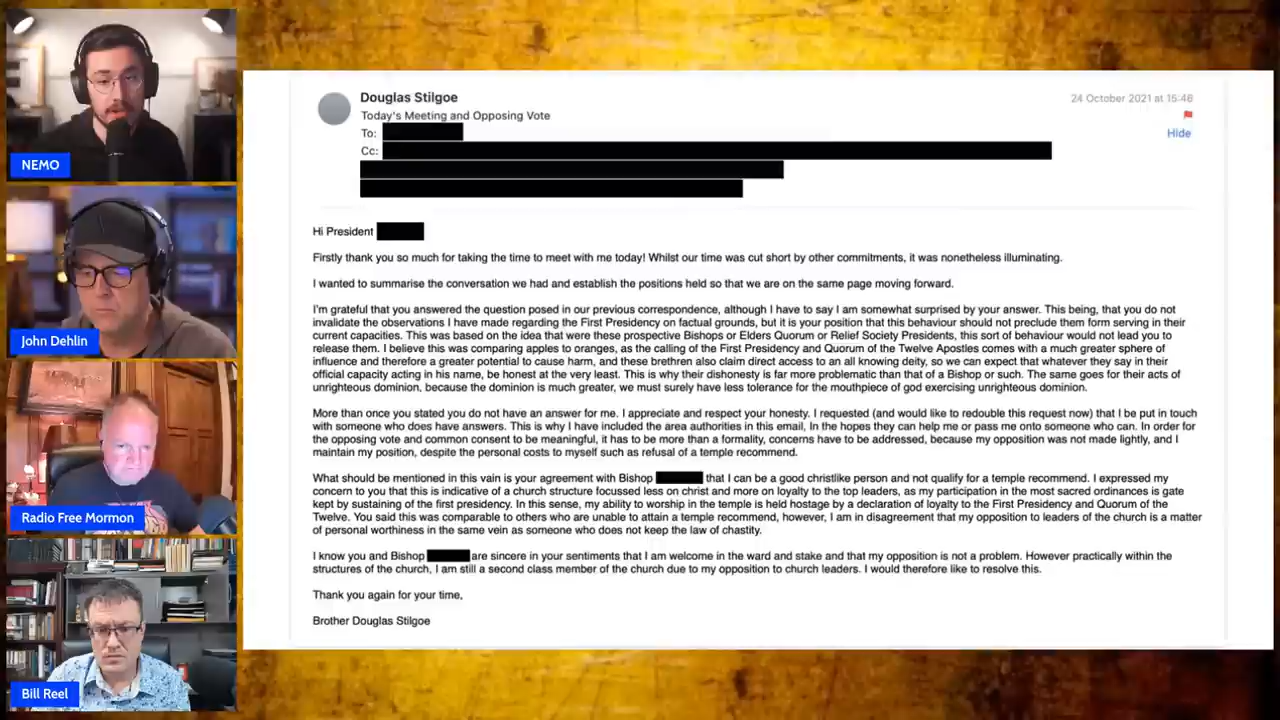 NEMO
John Dehlin
Radio Free Mormon
Bill Reel
Douglas Stilgoe
24 October 2021 at 15:46
Today's Meeting and Opposing Vote
To:
Hide
Cc:
Hi President
Firstly thank you so much for taking the time to meet with me today! Whilst our time was cut short by other commitments, it was nonetheless illuminating.
I wanted to summarise the conversation we had and establish the positions held so that we are on the same page moving forward.
I'm grateful that you answered the question posed in our previous correspondence, although I have to say I am somewhat surprised by your answer. This being, that you do not
invalidate the observations I have made regarding the First Presidency on factual grounds, but it is your position that this behaviour should not preclude them form serving in their
current capacities. This was based on the idea that were these prospective Bishops or Elders Quorum or Relief Society Presidents, this sort of behaviour would not lead you to
release them. I believe this was comparing apples to oranges, as the calling of the First Presidency and Quorum of the Twelve Apostles comes with a much greater sphere of
influence and therefore a greater potential to cause harm, and these brethren also claim direct access to an all knowing deity, so we can expect that whatever they say in their
official capacity acting in his name, be honest at the very least. This is why their dishonesty is far more problematic than that of a Bishop or such. The same goes for their acts of
unrighteous dominion, because the dominion is much greater, we must surely have less tolerance for the mouthpiece of god exercising unrighteous dominion.
More than once you stated you do not have an answer for me. I appreciate and respect your honesty. I requested (and would like to redouble this request now) that I be put in touch
with someone who does have answers. This is why I have included the area authorities in this email, In the hopes they can help me or pass me onto someone who can. In order for
the opposing vote and common consent to be meaningful, it has to be more than a formality, concerns have to be addressed, because my opposition was not made lightly, and I
maintain my position, despite the personal costs to myself such as refusal of a temple recommend.
What should be mentioned in this vain is your agreement with Bishop that I can be a good christlike person and not qualify for a temple recommend. I expressed my
concern to you that this is indicative of a church structure focussed less on christ and more on loyalty to the top leaders, as my participation in the most sacred ordinances is gate
kept by sustaining of the first presidency. In this sense, my ability to worship in the temple is held hostage by a declaration of loyalty to the First Presidency and Quorum of the
Twelve. You said this was comparable to others who are unable to attain a temple recommend, however, I am in disagreement that my opposition to leaders of the church is a matter
of personal worthiness in the same vein as someone who does not keep the law of chastity.
I know you and Bishop are sincere in your sentiments that I am welcome in the ward and stake and that my opposition is not a problem. However practically within the
structures of the church, I am still a second class member of the church due to my opposition to church leaders. I would therefore like to resolve this.
Thank you again for your time,
Brother Douglas Stilgoe